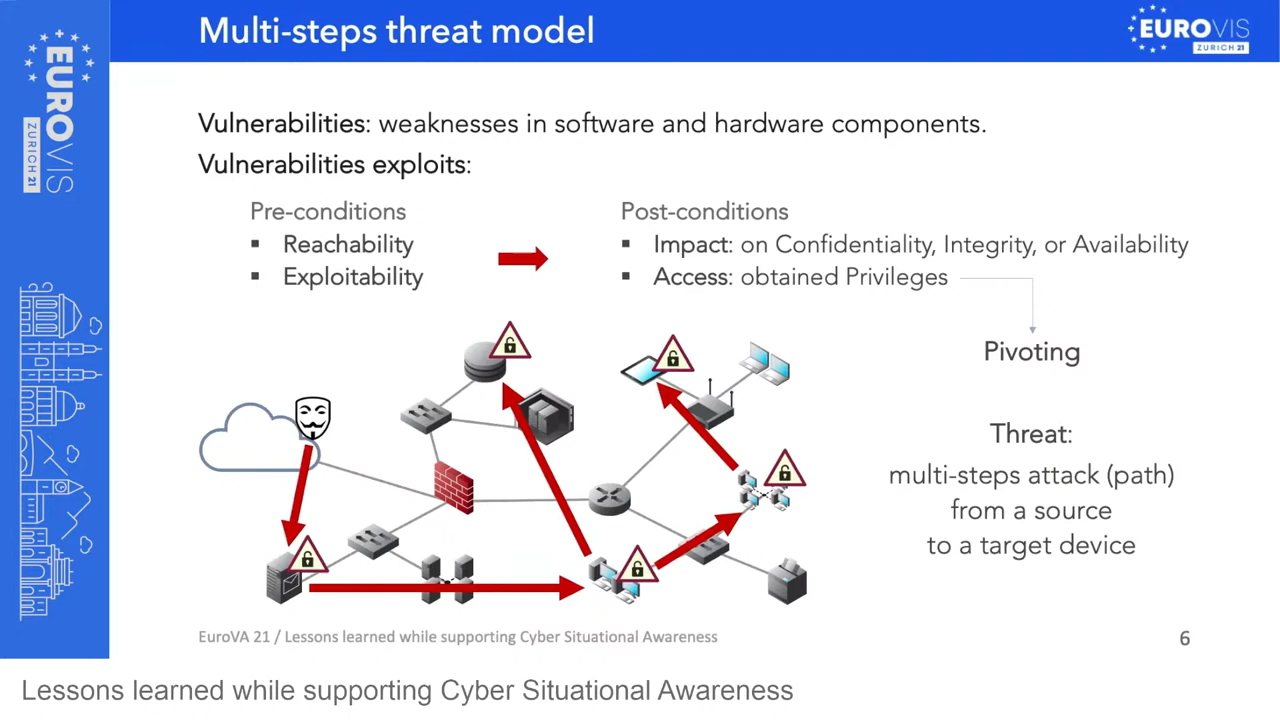 Multi-steps threat model
EUROVIS
ZURICH 21
EUROVIS
ZURICH 21
Vulnerabilities: weaknesses in software and hardware components.
Vulnerabilities exploits:
Pre-conditions
▪ Reachability
▪ Exploitability
Post-conditions
▪ Impact: on Confidentiality, Integrity, or Availability
▪ Access: obtained Privileges
Pivoting
Threat:
multi-steps attack (path)
from a source
to a target device
EuroVA 21 / Lessons learned while supporting Cyber Situational Awareness
6
Lessons learned while supporting Cyber Situational Awareness